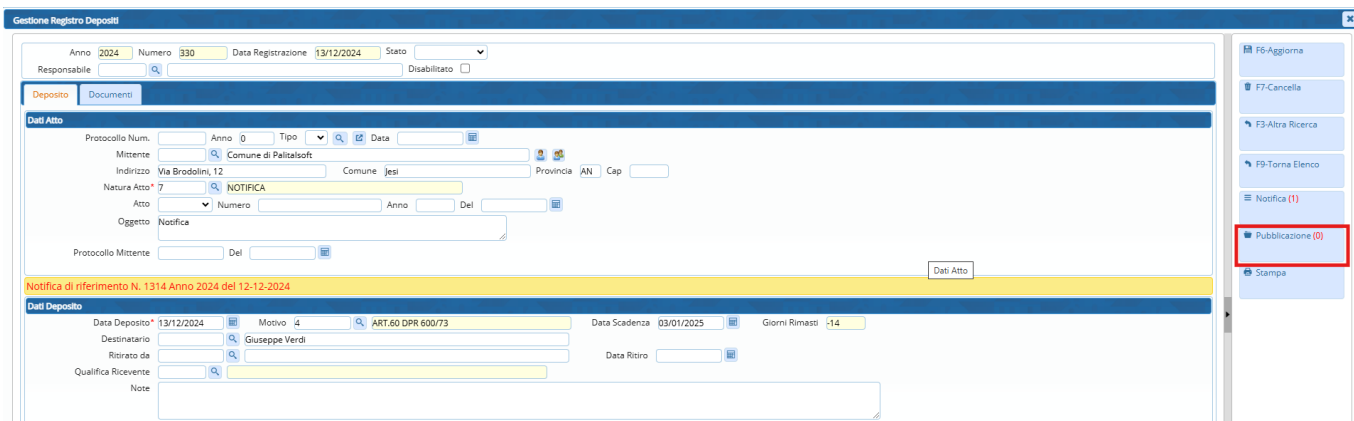 Gestione Registro Depositi
Anno 2024 Numero 330 Data Registrazione 13/12/2024 Stato
Responsabile Disabilitato
Deposito Documenti
Dati Atto
Protocollo Num. Anno 0 Tipo Data
Mittente Comune di Palitalsoft
Indirizzo Via Brodolini, 12 Comune Jesi Provincia AN Cap
Natura Atto* 7 NOTIFICA
Atto Numero Anno Del
Oggetto Notifica
Protocollo Mittente Del
Dati Atto
Notifica di riferimento N. 1314 Anno 2024 del 12-12-2024
Dati Deposito
Data Deposito* 13/12/2024 Motivo 4 ART.60 DPR 600/73 Data Scadenza 03/01/2025 Giorni Rimasti -14
Destinatario Giuseppe Verdi
Ritirato da Data Ritiro
Qualifica Ricevente
Note
F6-Aggiorna
F7-Cancella
F3-Altra Ricerca
F9-Torna Elenco
Notifica (1)
Pubblicazione (0)
Stampa